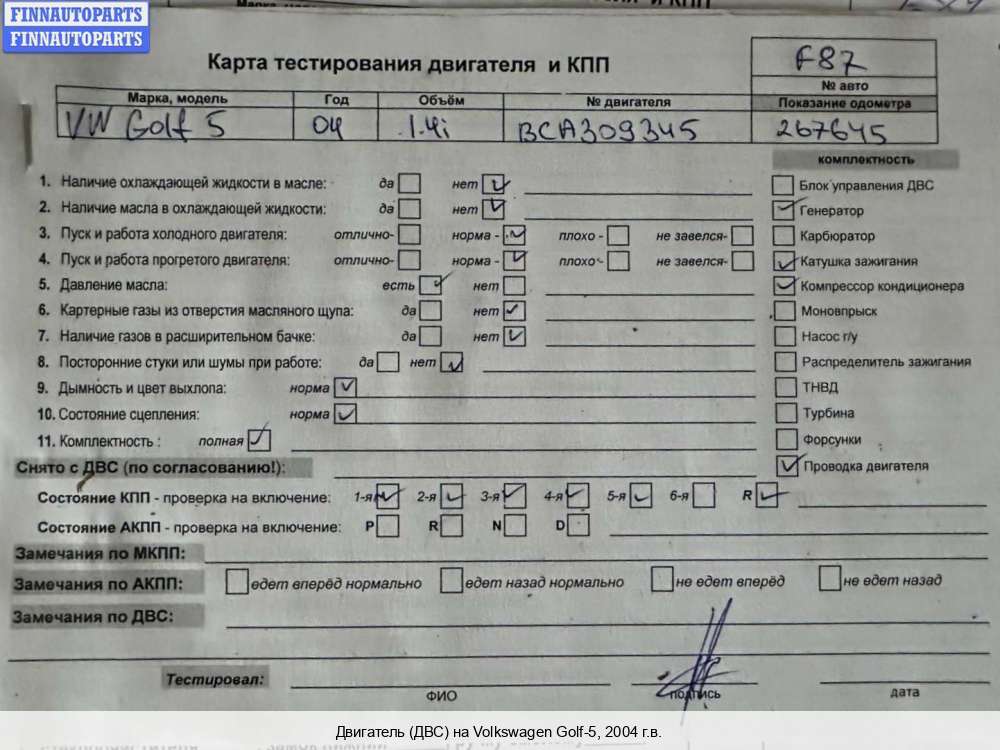 FINNAUTOPARTS
FINNAUTOPARTS
Карта тестирования двигателя и КПП
F87
№ авто
Марка, модель Год Объём № двигателя Показание одометра
VW Golf 5 04 1.4i BCA309345 267645
комплектность
1. Наличие охлаждающей жидкости в масле: да нет Блок управления ДВС
2. Наличие масла в охлаждающей жидкости: да нет Генератор
3. Пуск и работа холодного двигателя: отлично- норма - плохо - не завелся- Карбюратор
4. Пуск и работа прогретого двигателя: отлично- норма - плохо- не завелся- Катушка зажигания
5. Давление масла: есть нет Компрессор кондиционера
6. Картерные газы из отверстия масляного щупа: да нет Моновпрыск
7. Наличие газов в расширительном бачке: да нет Насос г/у
8. Посторонние стуки или шумы при работе: да нет Распределитель зажигания
9. Дымность и цвет выхлопа: норма ТНВД
10. Состояние сцепления: норма Турбина
11. Комплектность : полная Форсунки
Снято с ДВС (по согласованию!): Проводка двигателя
Состояние КПП - проверка на включение: 1-я 2-я 3-я 4-я 5-я 6-я R
Состояние АКПП - проверка на включение: P R N D
Замечания по МКПП:
Замечания по АКПП: едет вперёд нормально едет назад нормально не едет вперёд не едет назад
Замечания по ДВС:
Тестировал:
ФИО подпись дата
Двигатель (ДВС) на Volkswagen Golf-5, 2004 г.в.